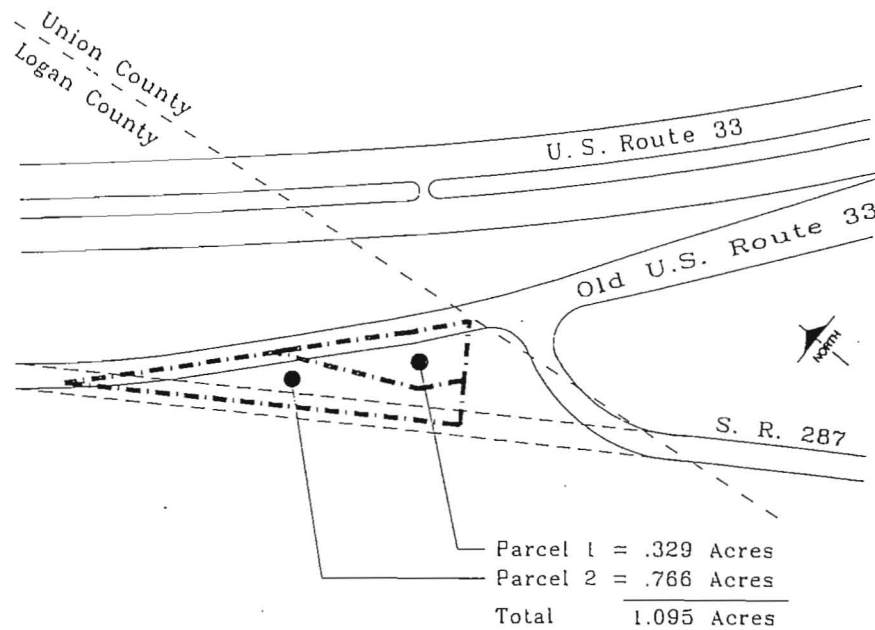 Union County
Logan County
U.S. Route 33
Old U.S. Route 33
NORTH
S. R. 287
Parcel 1 = .329 Acres
Parcel 2 = .766 Acres
Total 1.095 Acres